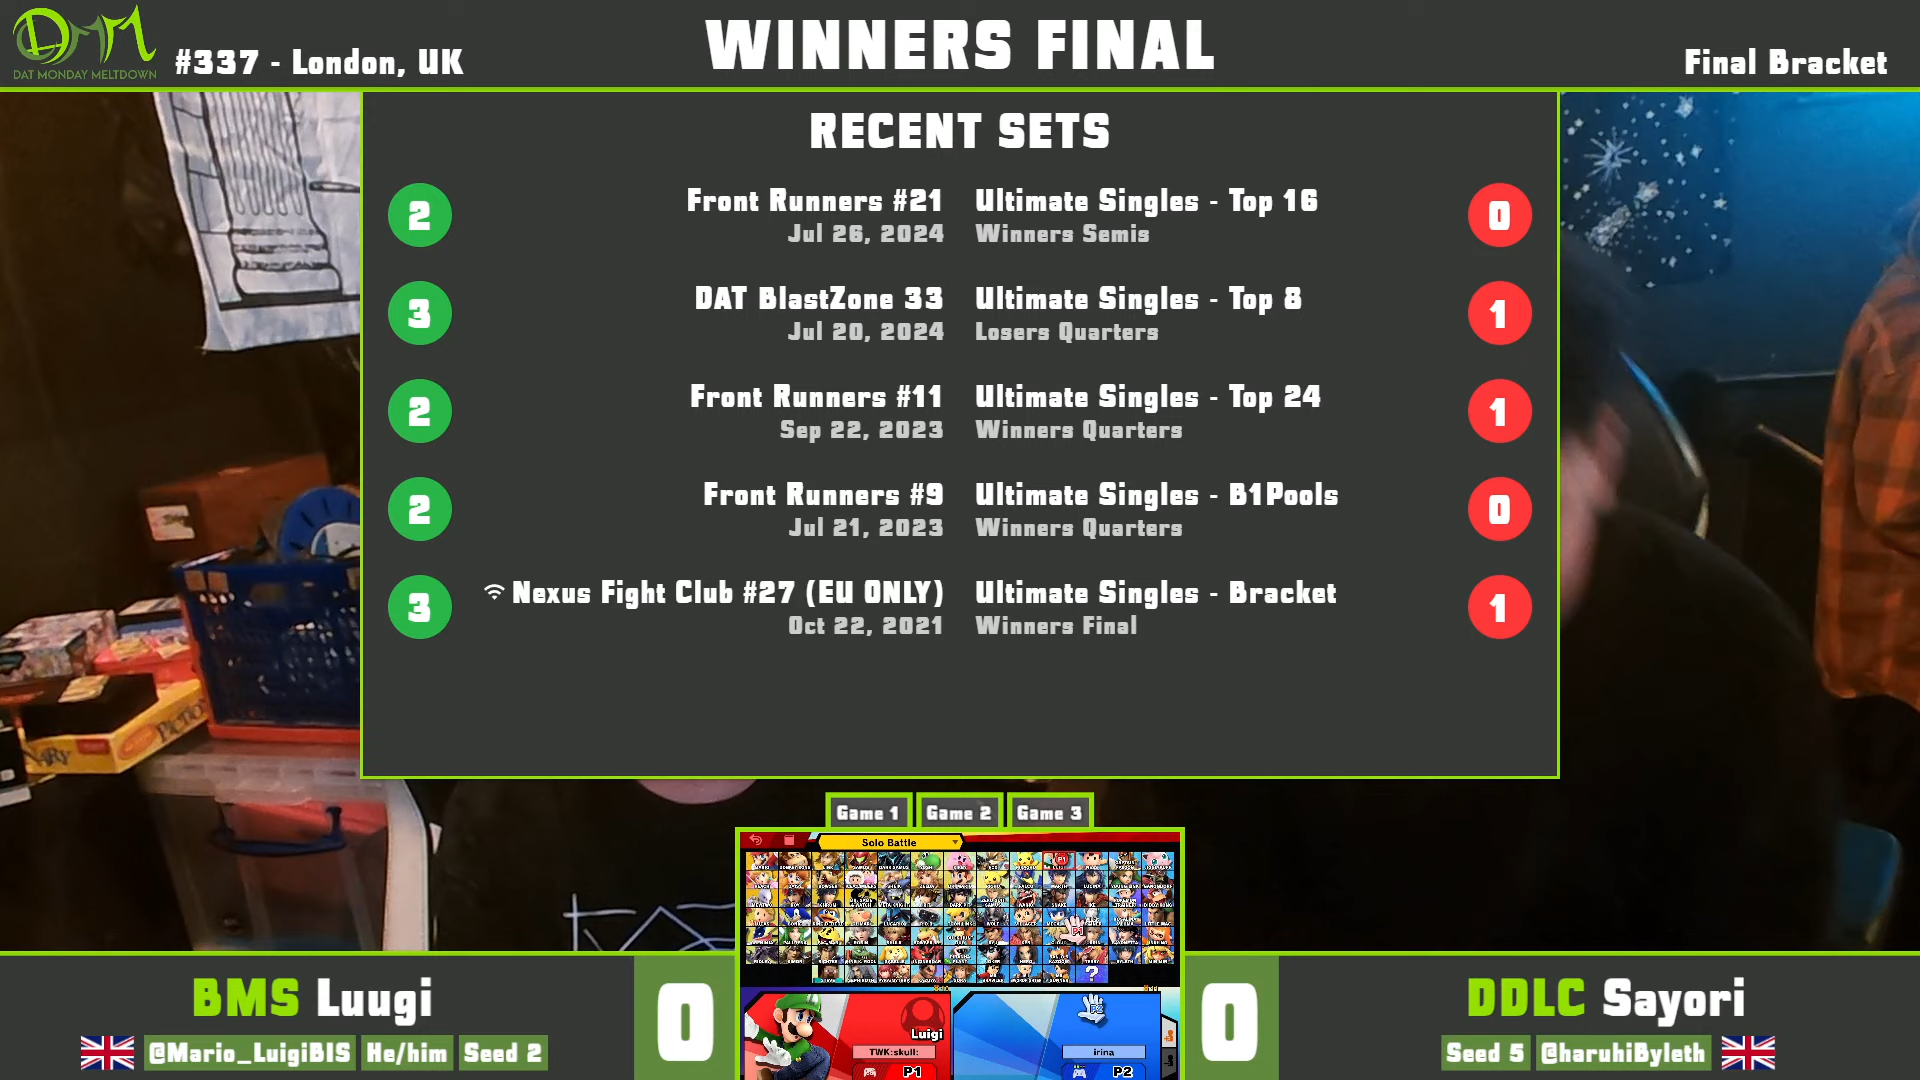 DAT MONDAY MELTDOWN
#337 - London, UK
WINNERS FINAL
Final Bracket
RECENT SETS
2 Front Runners #21 Ultimate Singles - Top 16 0
Jul 26, 2024 Winners Semis
3 DAT BlastZone 33 Ultimate Singles - Top 8 1
Jul 20, 2024 Losers Quarters
2 Front Runners #11 Ultimate Singles - Top 24 1
Sep 22, 2023 Winners Quarters
2 Front Runners #9 Ultimate Singles - B1Pools 0
Jul 21, 2023 Winners Quarters
3 Nexus Fight Club #27 (EU ONLY) Ultimate Singles - Bracket 1
Oct 22, 2021 Winners Final
Game 1 Game 2 Game 3
Solo Battle
Luigi
TWK:skull:
P1
irina
P2
BMS Luugi
@Mario_LuigiBIS He/him Seed 2
0
0
DDLC Sayori
Seed 5 @haruhiByleth